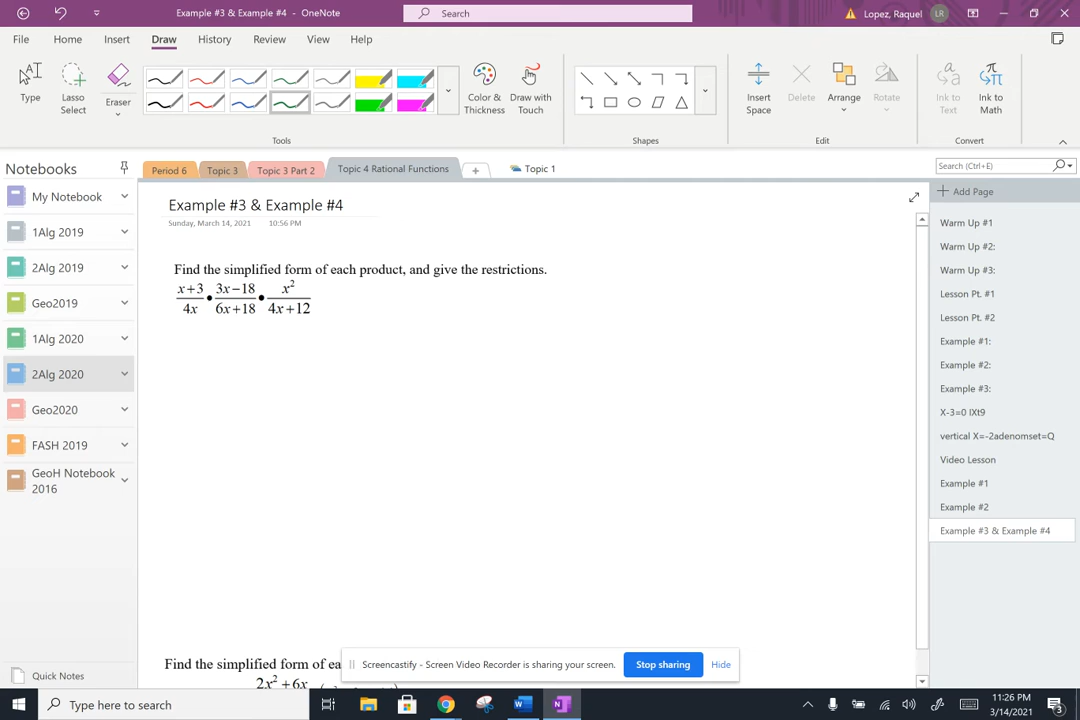 Example #3 & Example #4 - OneNote
Search
Lopez, Raquel
LR
File
Home
Insert
Draw
History
Review
View
Help
Type
Lasso Select
Eraser
Color & Thickness
Draw with Touch
Insert Space
Delete
Arrange
Rotate
Ink to Text
Ink to Math
Tools
Shapes
Edit
Convert
Notebooks
Period 6
Topic 3
Topic 3 Part 2
Topic 4 Rational Functions
Topic 1
Search (Ctrl+E)
My Notebook
1Alg 2019
2Alg 2019
Geo2019
1Alg 2020
2Alg 2020
Geo2020
FASH 2019
GeoH Notebook 2016
Quick Notes
Example #3 & Example #4
Sunday, March 14, 2021 10:56 PM
Find the simplified form of each product, and give the restrictions.
x+3 3x−18 x²
4x • 6x+18 • 4x+12
Find the simplified form of ea
2x²+6x
Add Page
Warm Up #1
Warm Up #2:
Warm Up #3:
Lesson Pt. #1
Lesson Pt. #2
Example #1:
Example #2:
Example #3:
X-3=0 lXt9
vertical X=-2adenomset=Q
Video Lesson
Example #1
Example #2
Example #3 & Example #4
Screencastify - Screen Video Recorder is sharing your screen.
Stop sharing
Hide
Type here to search
11:26 PM
3/14/2021
3